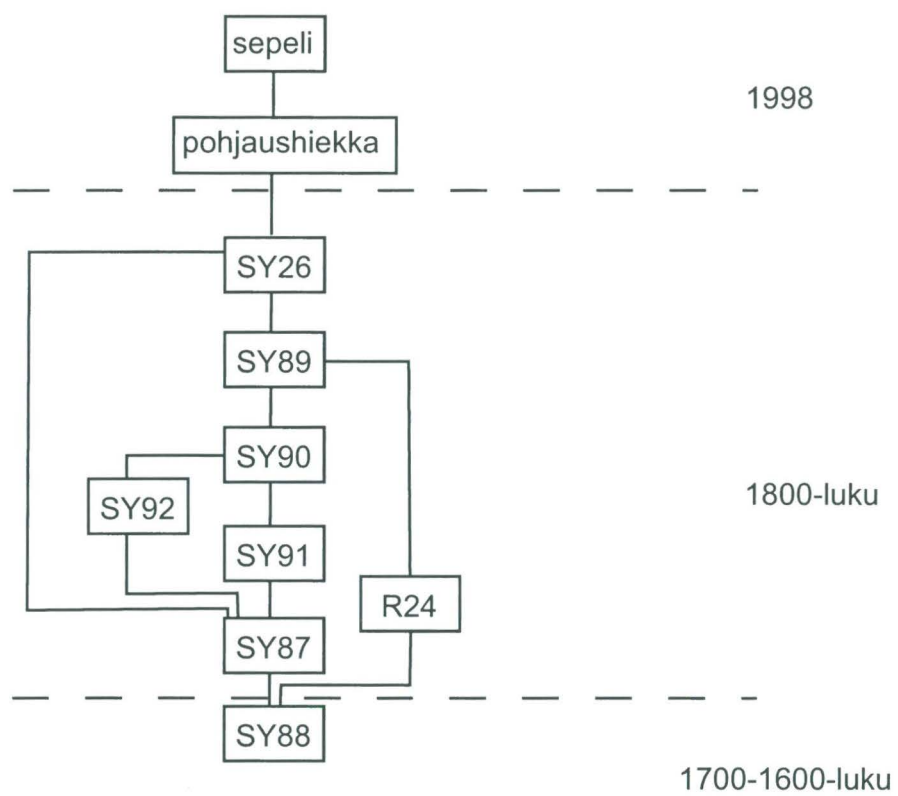 sepeli
1998
pohjaushiekka
SY26
SY89
SY90
1800-luku
SY92
SY91
R24
SY87
SY88
1700-1600-luku